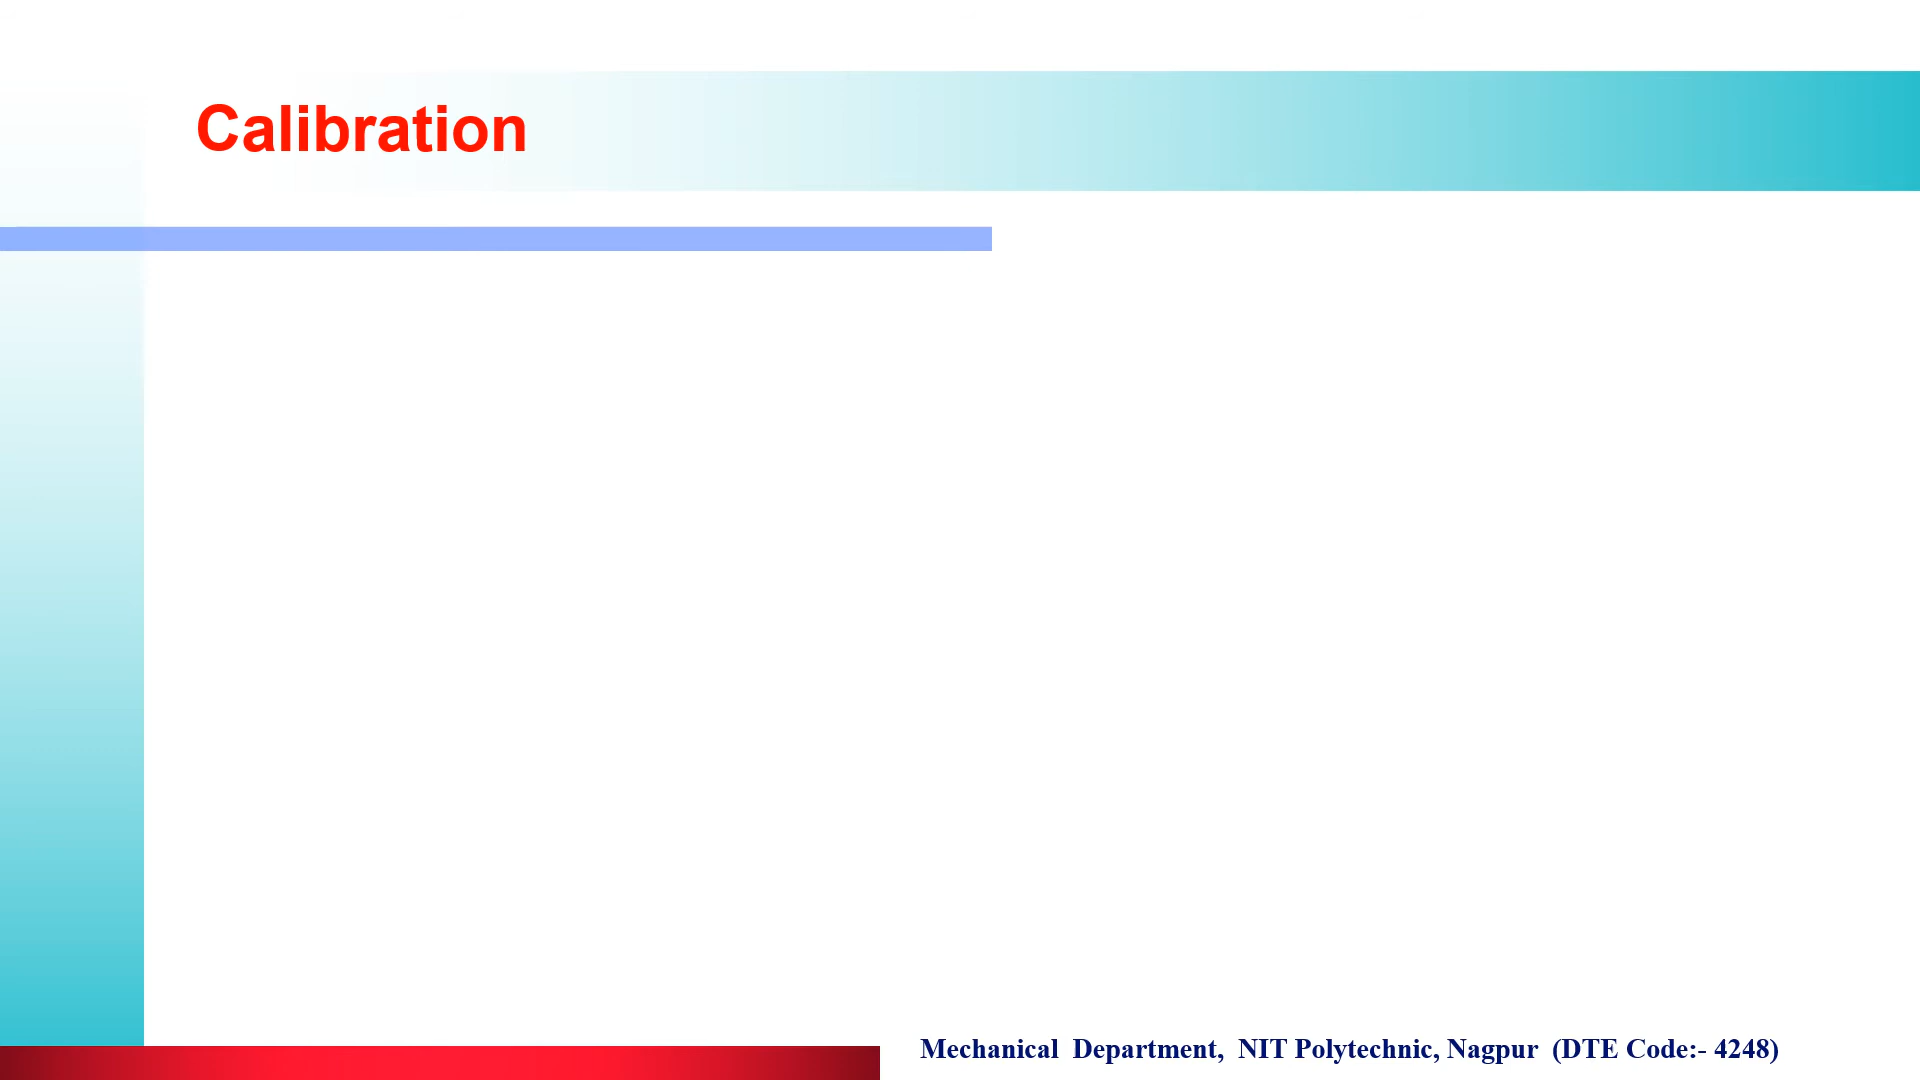 Calibration
Mechanical Department, NIT Polytechnic, Nagpur (DTE Code:- 4248)